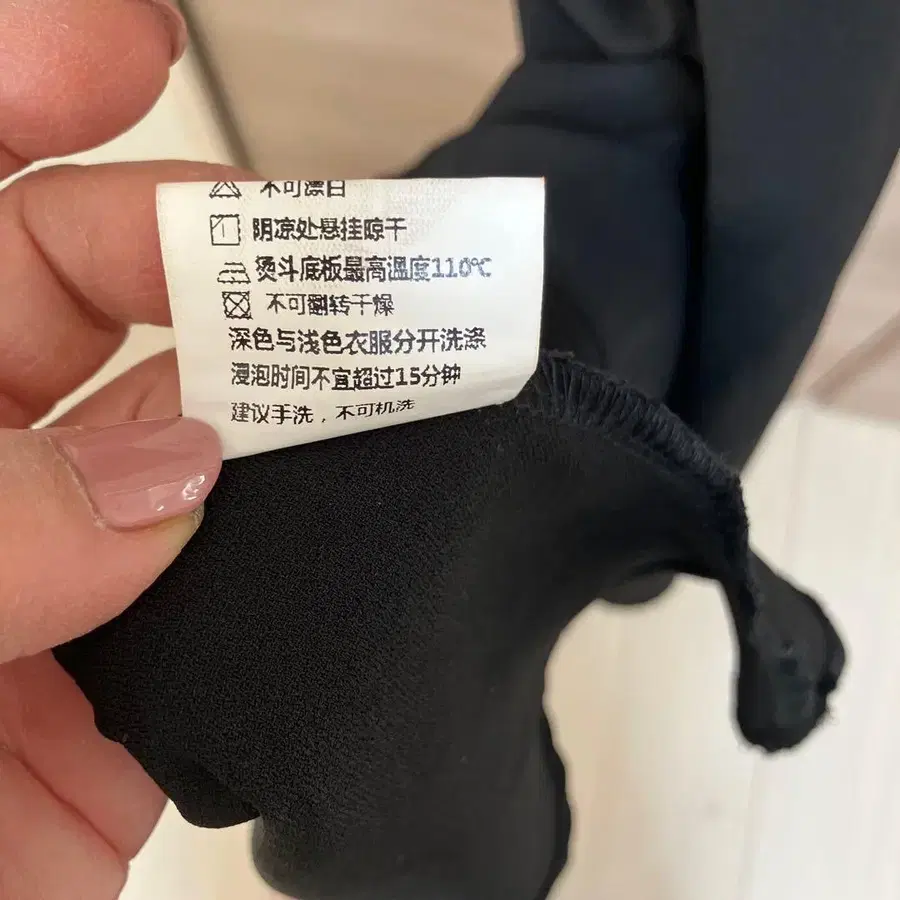 不可漂白
阴凉处悬挂晾干
熨斗底板最高温度110℃
不可翻转干燥
深色与浅色衣服分开洗涤
浸泡时间不宜超过15分钟
建议手洗，不可机洗